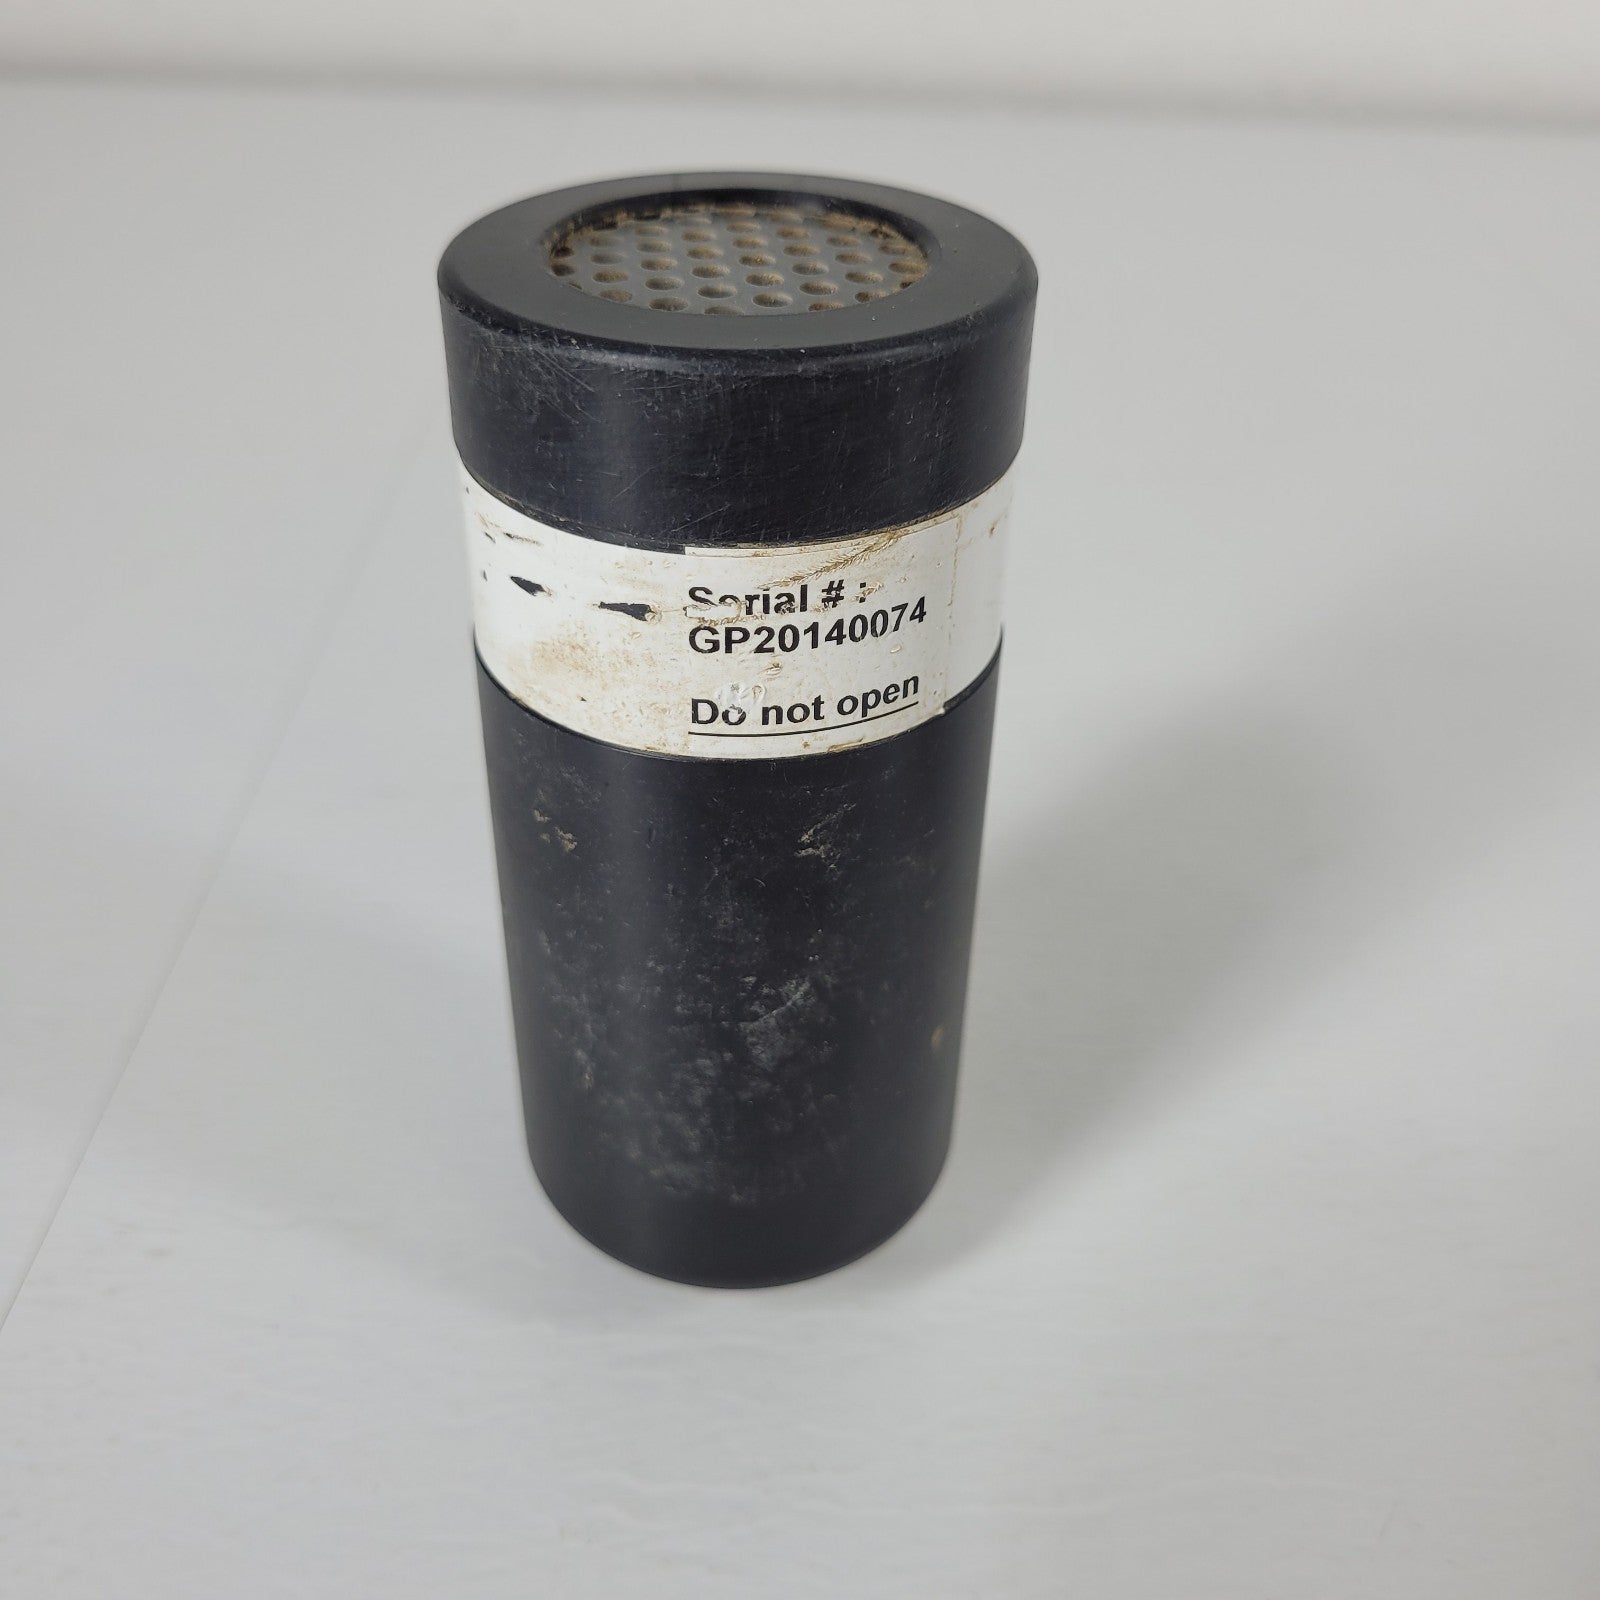 Serial # :
GP20140074
Do not open